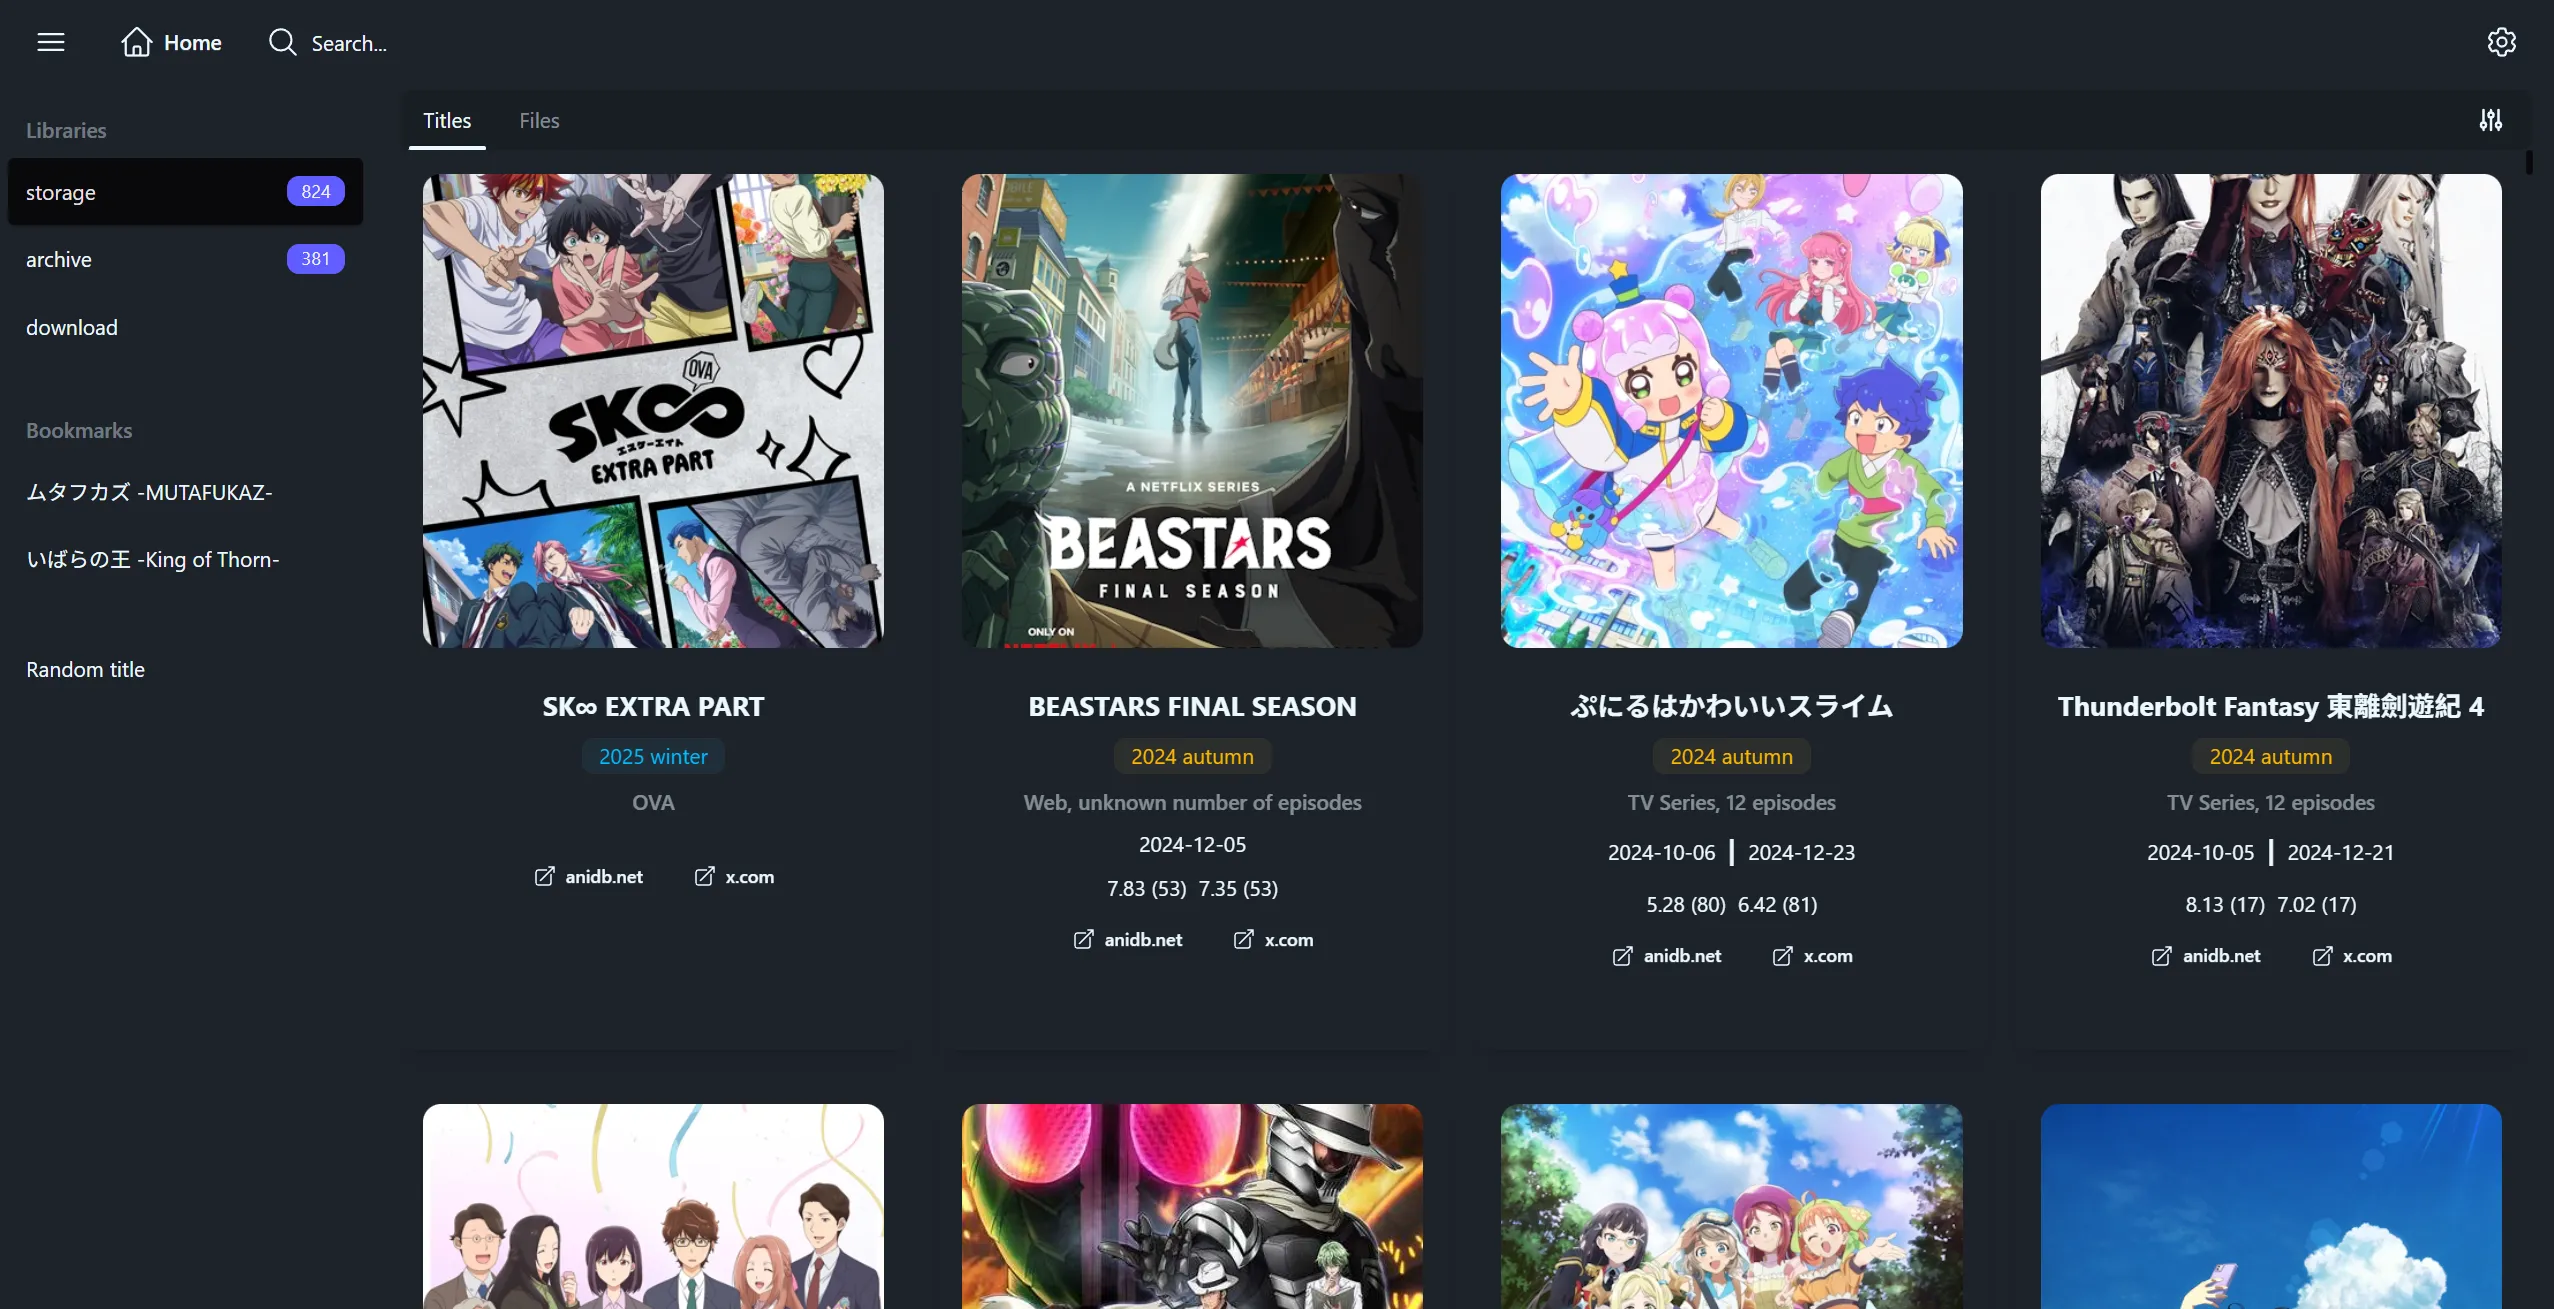 Home
Search...
Libraries
storage 824
archive 381
download
Bookmarks
ムタフカズ -MUTAFUKAZ-
いばらの王 -King of Thorn-
Random title
Titles
Files
OVA
SK∞
エスケーエイト
EXTRA PART
SK∞ EXTRA PART
2025 winter
OVA
anidb.net
x.com
A NETFLIX SERIES
BEASTARS
FINAL SEASON
ONLY ON
BEASTARS FINAL SEASON
2024 autumn
Web, unknown number of episodes
2024-12-05
7.83 (53) 7.35 (53)
anidb.net
x.com
ぷにるはかわいいスライム
2024 autumn
TV Series, 12 episodes
2024-10-06 | 2024-12-23
5.28 (80) 6.42 (81)
anidb.net
x.com
Thunderbolt Fantasy 東離劍遊紀 4
2024 autumn
TV Series, 12 episodes
2024-10-05 | 2024-12-21
8.13 (17) 7.02 (17)
anidb.net
x.com